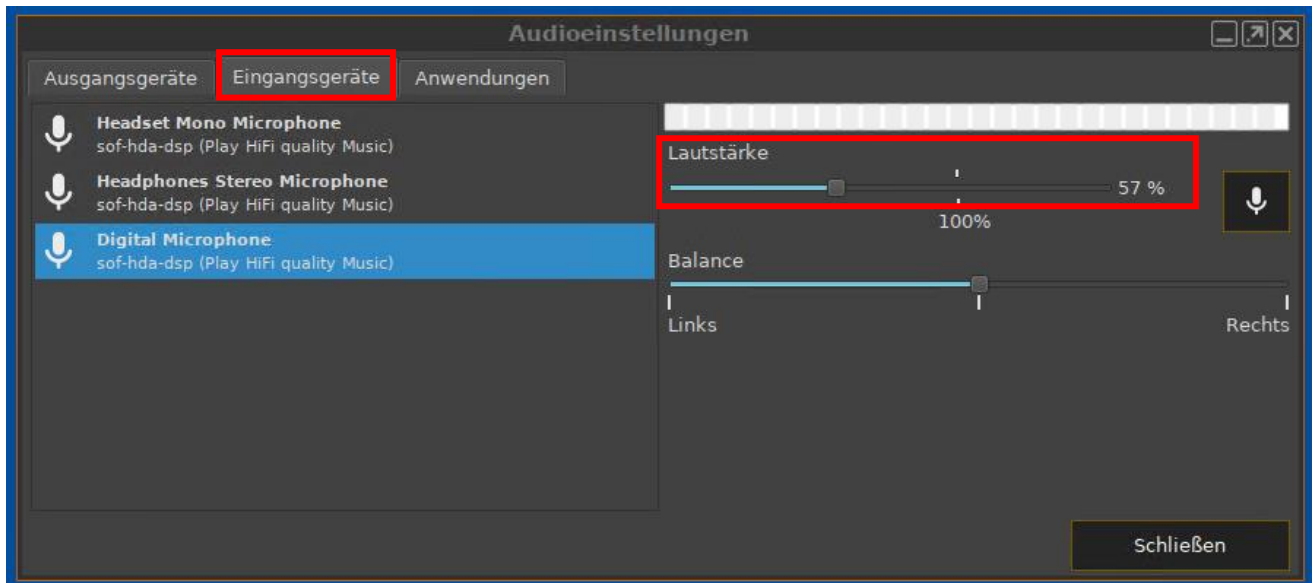 Audioeinstellungen
Ausgangsgeräte Eingangsgeräte Anwendungen
Headset Mono Microphone
sof-hda-dsp (Play HiFi quality Music)
Headphones Stereo Microphone
sof-hda-dsp (Play HiFi quality Music)
Digital Microphone
sof-hda-dsp (Play HiFi quality Music)
Lautstärke
57 %
100%
Balance
Links Rechts
Schließen